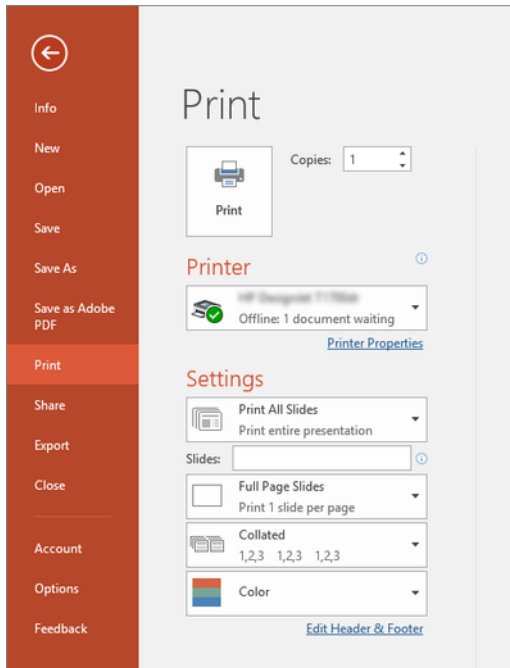 Info
New
Open
Save
Save As
Save as Adobe
PDF
Print
Share
Export
Close
Account
Options
Feedback
Print
Copies: 1
Print
Printer
Offline: 1 document waiting
Printer Properties
Settings
Print All Slides
Print entire presentation
Slides:
Full Page Slides
Print 1 slide per page
Collated
1,2,3 1,2,3 1,2,3
Color
Edit Header & Footer